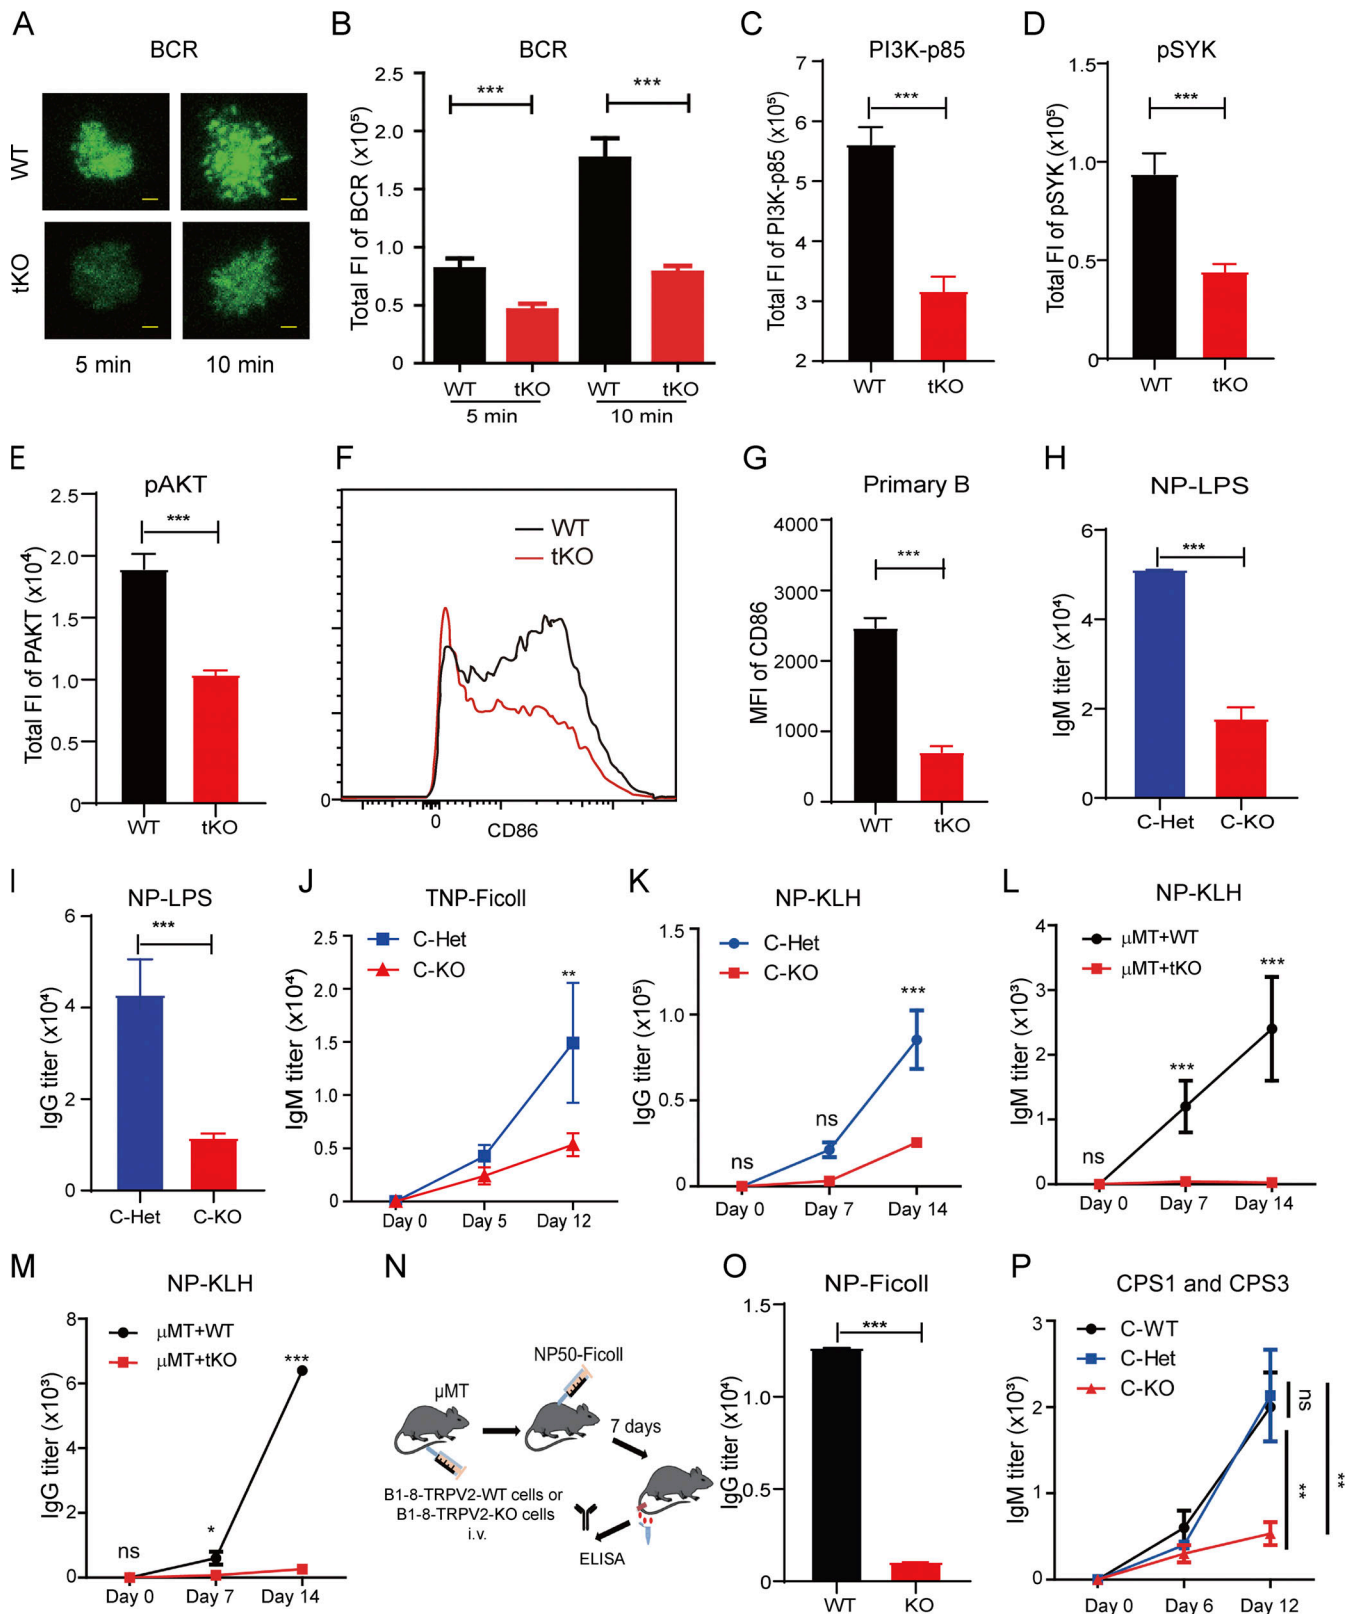 A
BCR
WT
tKO
5 min
10 min
B
BCR
Total FI of BCR (x10⁵)
2.5
2.0
1.5
1.0
0.5
0
***
***
WT
tKO
WT
tKO
5 min
10 min
C
PI3K-p85
Total FI of PI3K-p85 (x10⁵)
7
6
5
4
3
2
***
WT
tKO
D
pSYK
Total FI of pSYK (x10⁵)
1.5
1.0
0.5
0
***
WT
tKO
E
pAKT
Total FI of PAKT (x10⁴)
2.5
2.0
1.5
1.0
0.5
0
***
WT
tKO
F
WT
tKO
0
0
CD86
G
Primary B
MFI of CD86
4000
3000
2000
1000
0
***
WT
tKO
H
NP-LPS
IgM titer (x10⁴)
6
4
2
0
***
C-Het
C-KO
I
NP-LPS
IgG titer (x10⁴)
6
4
2
0
***
C-Het
C-KO
J
TNP-Ficoll
IgM titer (x10⁴)
2.5
2.0
1.5
1.0
0.5
0
C-Het
C-KO
**
Day 0
Day 5
Day 12
K
NP-KLH
IgG titer (x10⁵)
1.5
1.0
0.5
0
C-Het
C-KO
ns
ns
***
Day 0
Day 7
Day 14
L
NP-KLH
IgM titer (x10³)
4
3
2
1
0
μMT+WT
μMT+tKO
ns
***
***
Day 0
Day 7
Day 14
M
NP-KLH
IgG titer (x10³)
8
6
4
2
0
μMT+WT
μMT+tKO
ns
*
***
Day 0
Day 7
Day 14
N
NP50-Ficoll
μMT
7 days
B1-8-TRPV2-WT cells or
B1-8-TRPV2-KO cells
i.v.
ELISA
O
NP-Ficoll
IgG titer (x10⁴)
1.0
0.5
0
***
WT
KO
P
CPS1 and CPS3
IgM titer (x10³)
3
2
1
0
C-WT
C-Het
C-KO
ns
**
**
Day 0
Day 6
Day 12